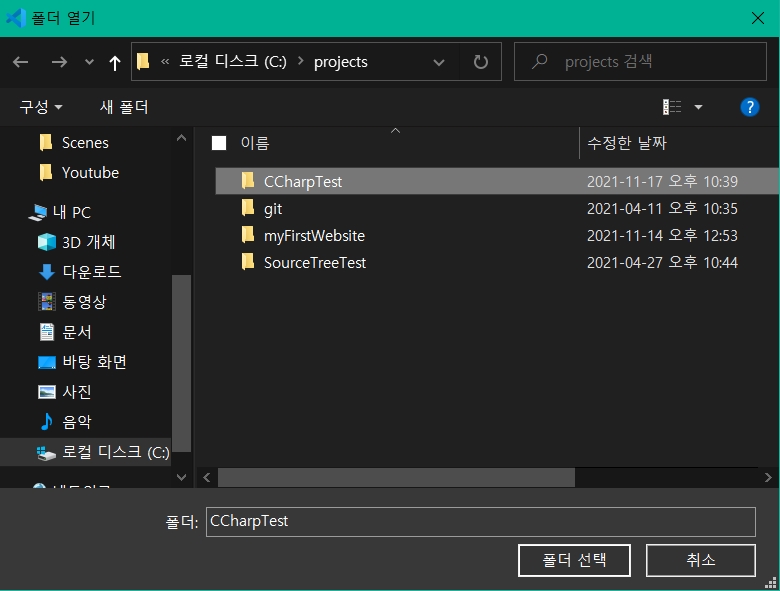 폴더 열기
« 로컬 디스크 (C:) > projects
projects 검색
구성
새 폴더
?
Scenes
Youtube
내 PC
3D 개체
다운로드
동영상
문서
바탕 화면
사진
음악
로컬 디스크 (C:)
이름 수정한 날짜
CCharpTest 2021-11-17 오후 10:39
git 2021-04-11 오후 10:35
myFirstWebsite 2021-11-14 오후 12:53
SourceTreeTest 2021-04-27 오후 10:44
폴더: CCharpTest
폴더 선택 취소